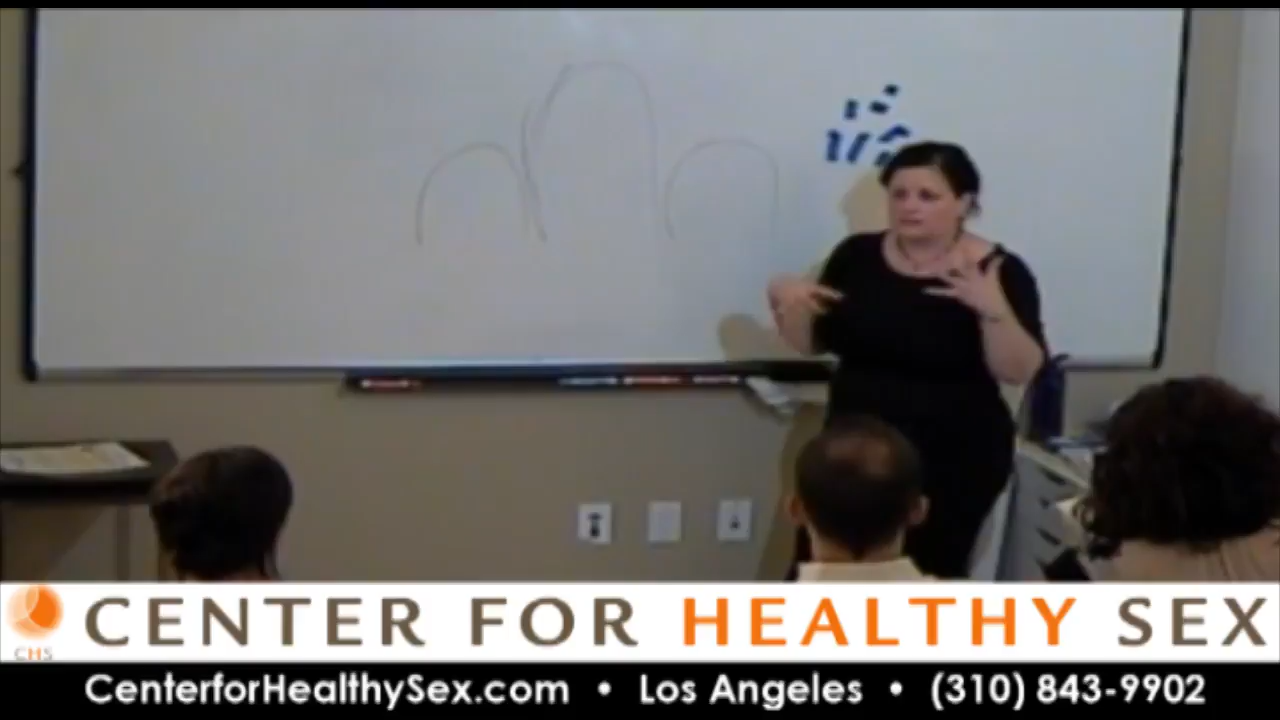 CENTER FOR HEALTHY SEX
CHS
CenterforHealthySex.com • Los Angeles • (310) 843-9902